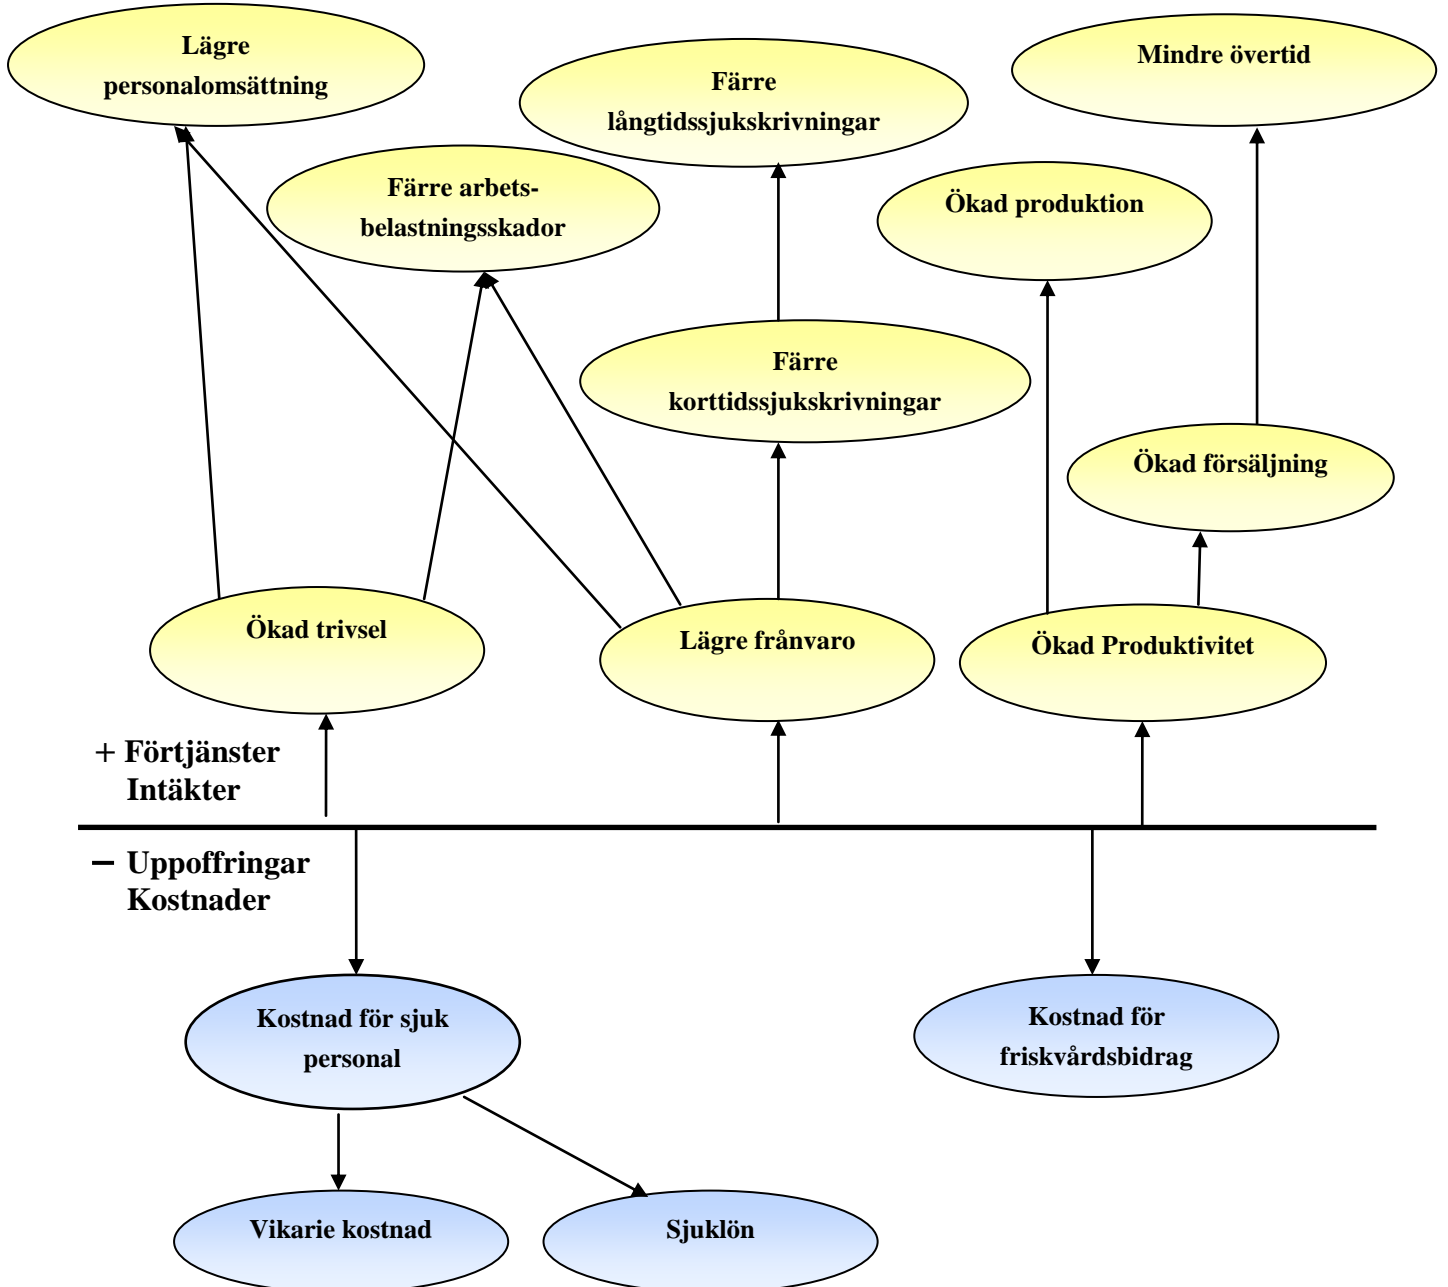 Lägre
personalomsättning
Färre
långtidssjukskrivningar
Mindre övertid
Färre arbets-
belastningsskador
Ökad produktion
Färre
korttidssjukskrivningar
Ökad försäljning
Ökad trivsel
Lägre frånvaro
Ökad Produktivitet
+ Förtjänster
Intäkter
− Uppoffringar
Kostnader
Kostnad för sjuk
personal
Kostnad för
friskvårdsbidrag
Vikarie kostnad
Sjuklön